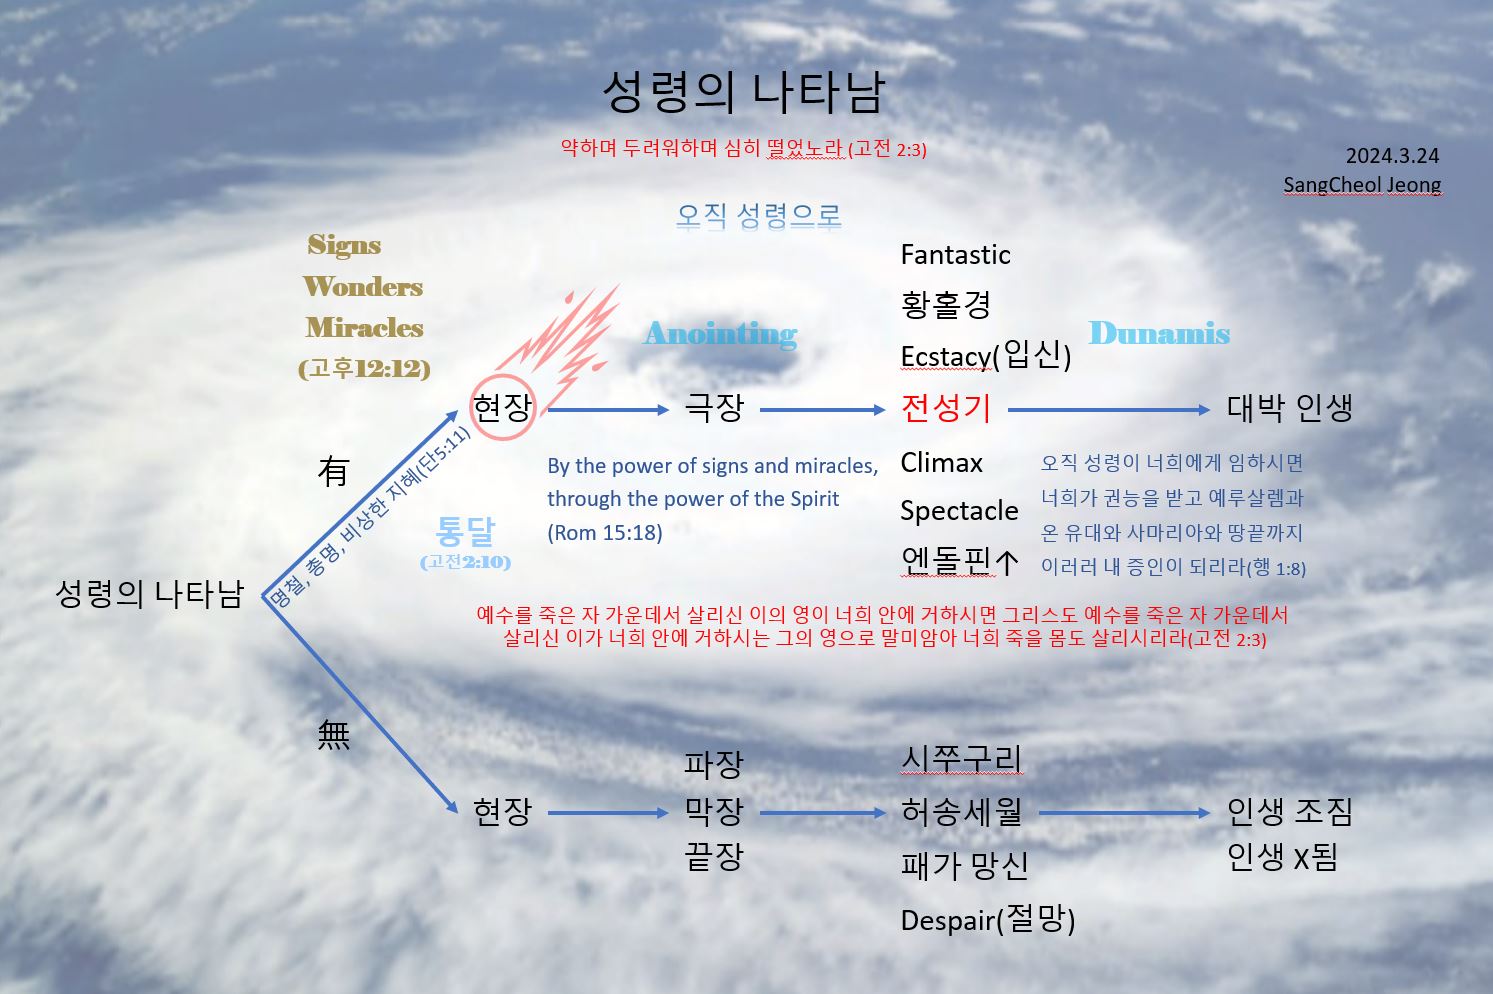 성령의 나타남
약하며 두려워하며 심히 떨었노라 (고전 2:3)
2024.3.24
SangCheol Jeong
오직 성령으로
Signs
Wonders
Miracles
(고후12:12)
Anointing
Fantastic
황홀경
Ecstacy(입신)
Dunamis
현장
극장
전성기
대박 인생
有
명철, 총명, 비상한 지혜(단5:11)
통달
(고전2:10)
By the power of signs and miracles,
through the power of the Spirit
(Rom 15:18)
Climax
Spectacle
엔돌핀↑
오직 성령이 너희에게 임하시면
너희가 권능을 받고 예루살렘과
온 유대와 사마리아와 땅끝까지
이러러 내 증인이 되리라(행 1:8)
성령의 나타남
예수를 죽은 자 가운데서 살리신 이의 영이 너희 안에 거하시면 그리스도 예수를 죽은 자 가운데서
살리신 이가 너희 안에 거하시는 그의 영으로 말미암아 너희 죽을 몸도 살리시리라(고전 2:3)
無
현장
파장
막장
끝장
시쭈구리
허송세월
패가 망신
Despair(절망)
인생 조짐
인생 X됨